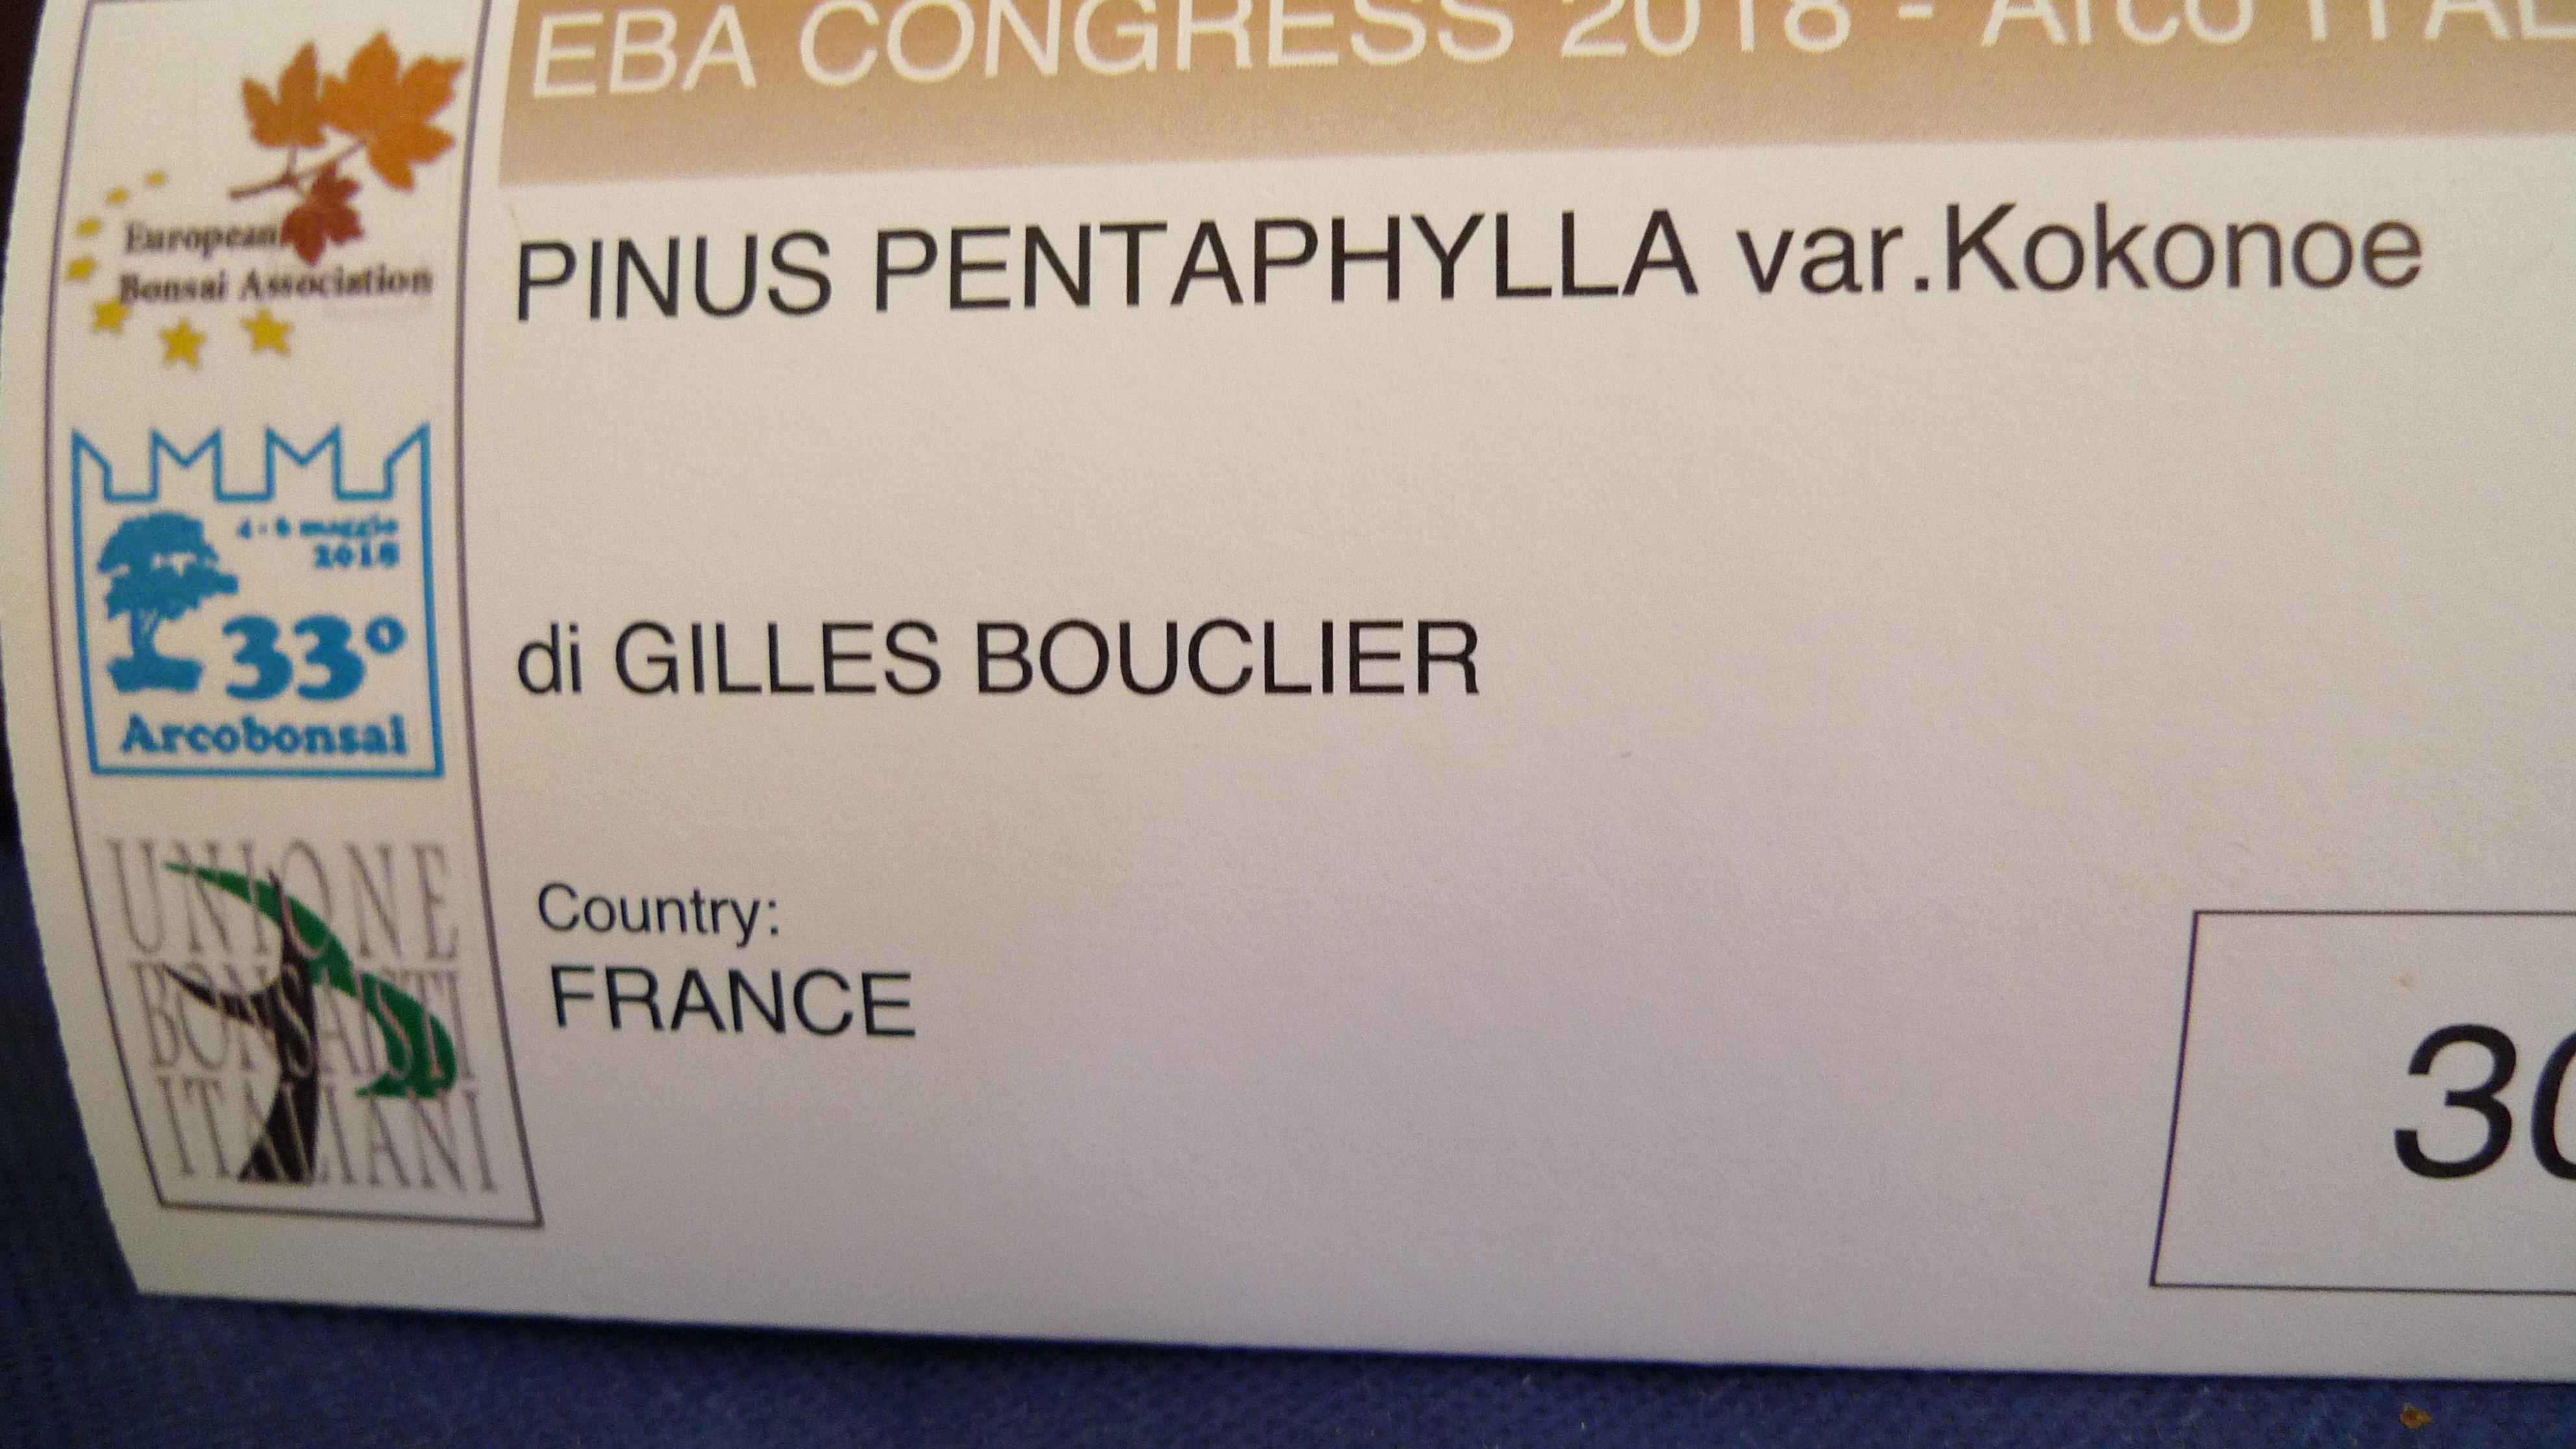 EBA CONGRESS 2018 - Arco ITAL
PINUS PENTAPHYLLA var.Kokonoe
di GILLES BOUCLIER
Country:
FRANCE
30
European
Bonsai Association
4 - 6 maggio
2018
33°
Arcobonsai
UNIONE
BONSAISTI
ITALIANI